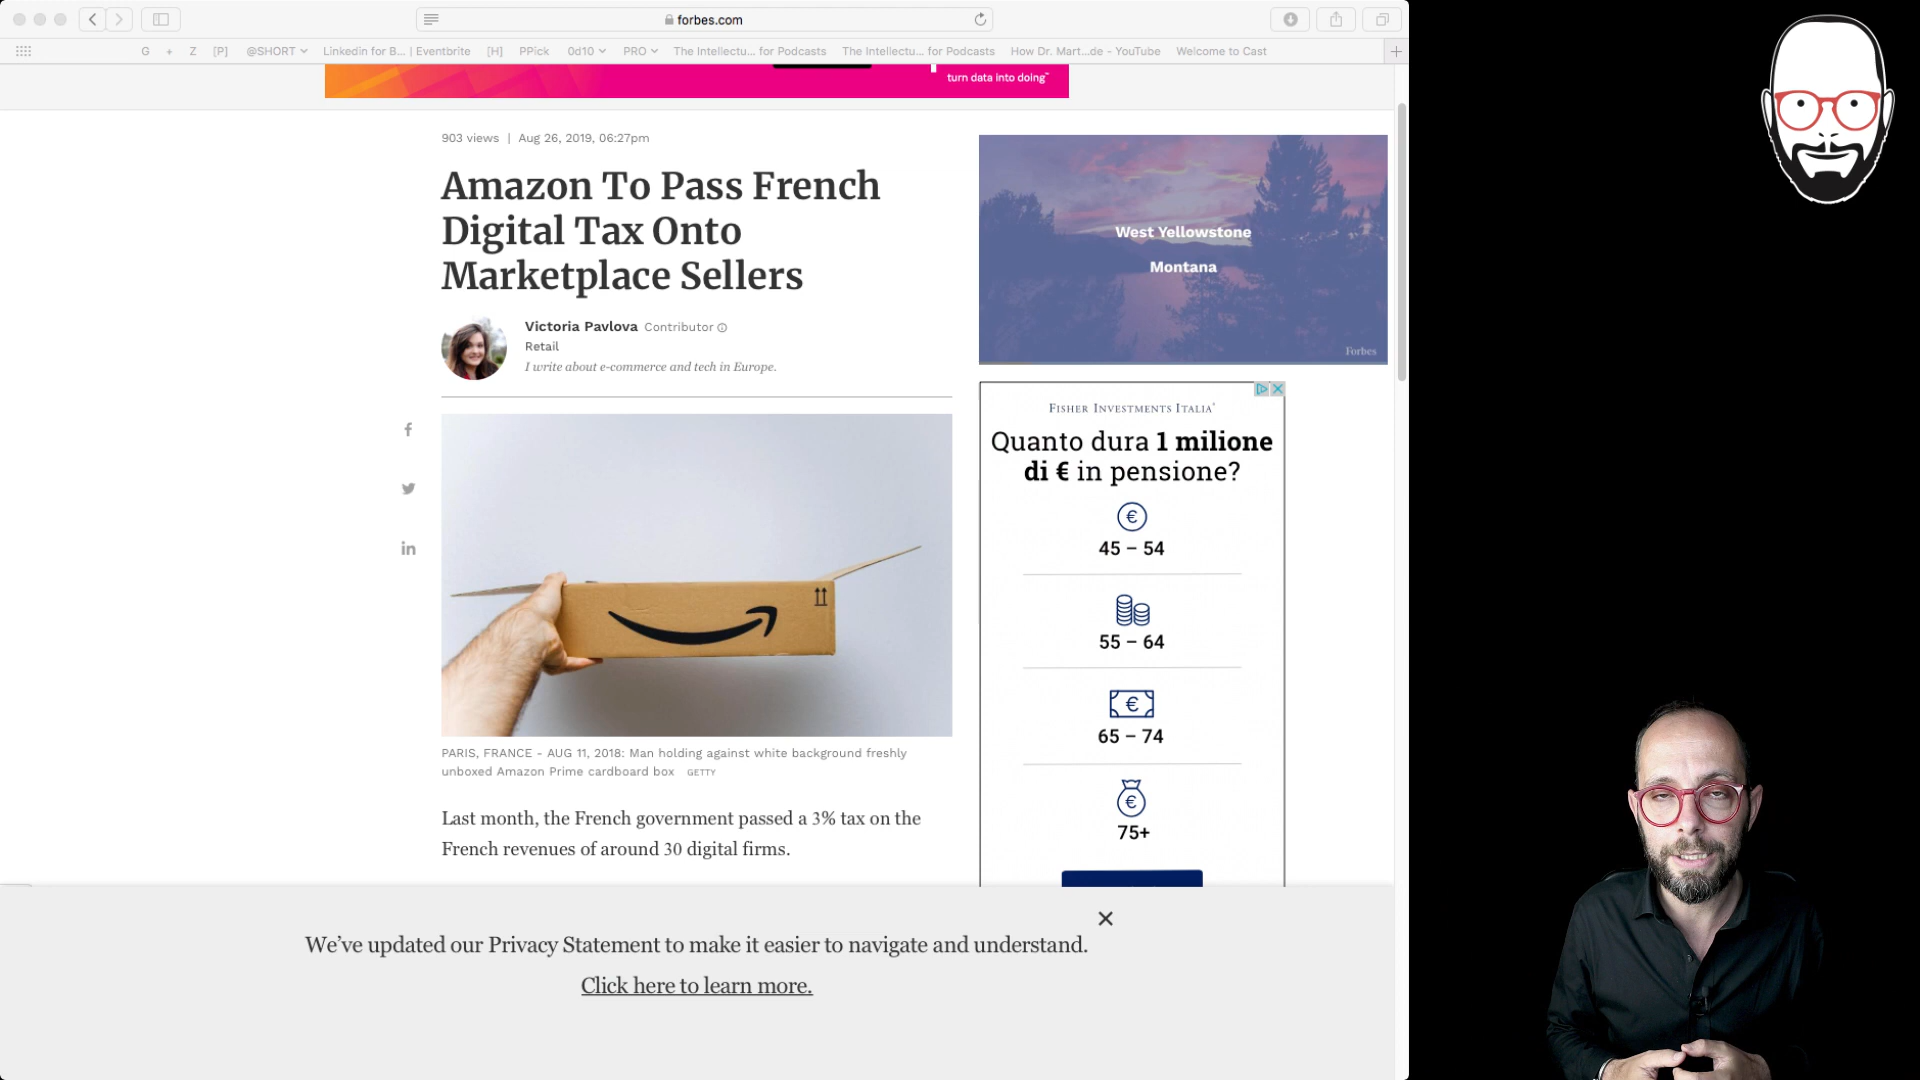 forbes.com
G + Z [P] @SHORT Linkedin for B... | Eventbrite [H] PPick 0d10 PRO The Intellectu... for Podcasts The Intellectu... for Podcasts How Dr. Mart...de - YouTube Welcome to Cast
turn data into doing™
903 views | Aug 26, 2019, 06:27pm
Amazon To Pass French
Digital Tax Onto
Marketplace Sellers
Victoria Pavlova Contributor
Retail
I write about e-commerce and tech in Europe.
PARIS, FRANCE - AUG 11, 2018: Man holding against white background freshly
unboxed Amazon Prime cardboard box GETTY
Last month, the French government passed a 3% tax on the
French revenues of around 30 digital firms.
West Yellowstone
Montana
Forbes
FISHER INVESTMENTS ITALIA®
Quanto dura 1 milione
di € in pensione?
€
45 – 54
55 – 64
€
65 – 74
€
75+
We've updated our Privacy Statement to make it easier to navigate and understand.
Click here to learn more.